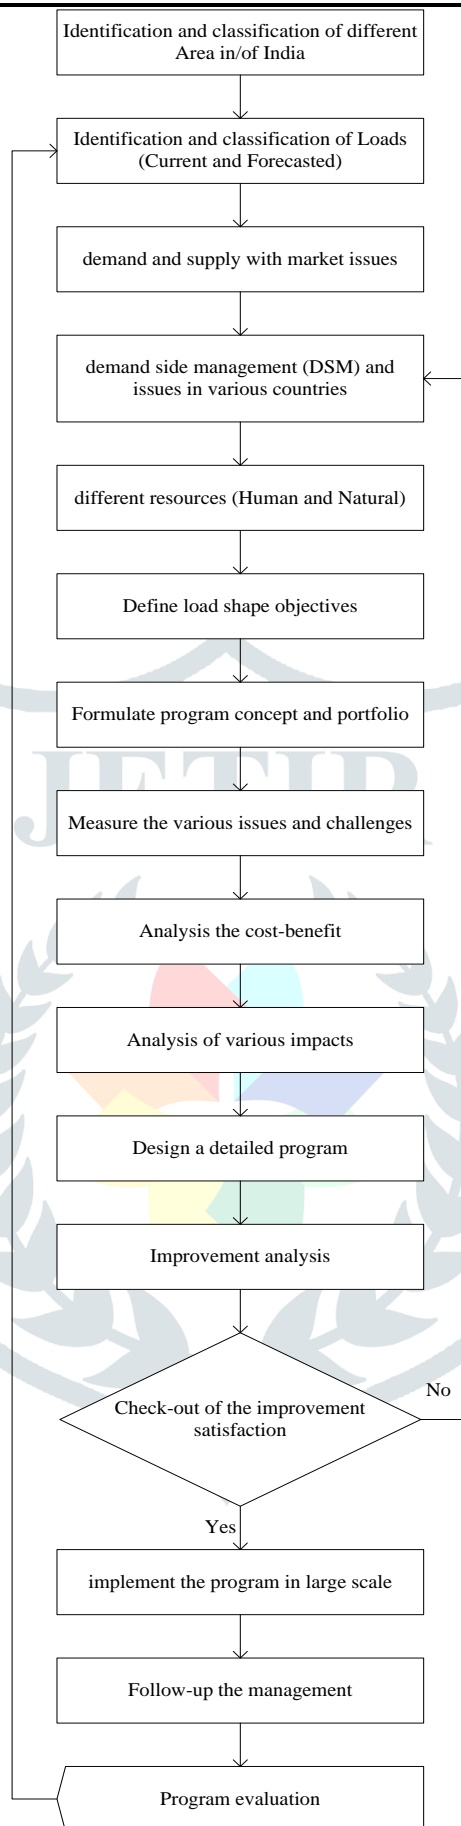 Identification and classification of different
Area in/of India
Identification and classification of Loads
(Current and Forecasted)
demand and supply with market issues
demand side management (DSM) and
issues in various countries
different resources (Human and Natural)
Define load shape objectives
Formulate program concept and portfolio
JETIR
Measure the various issues and challenges
Analysis the cost-benefit
Analysis of various impacts
Design a detailed program
Improvement analysis
Check-out of the improvement
satisfaction
No
Yes
implement the program in large scale
Follow-up the management
Program evaluation